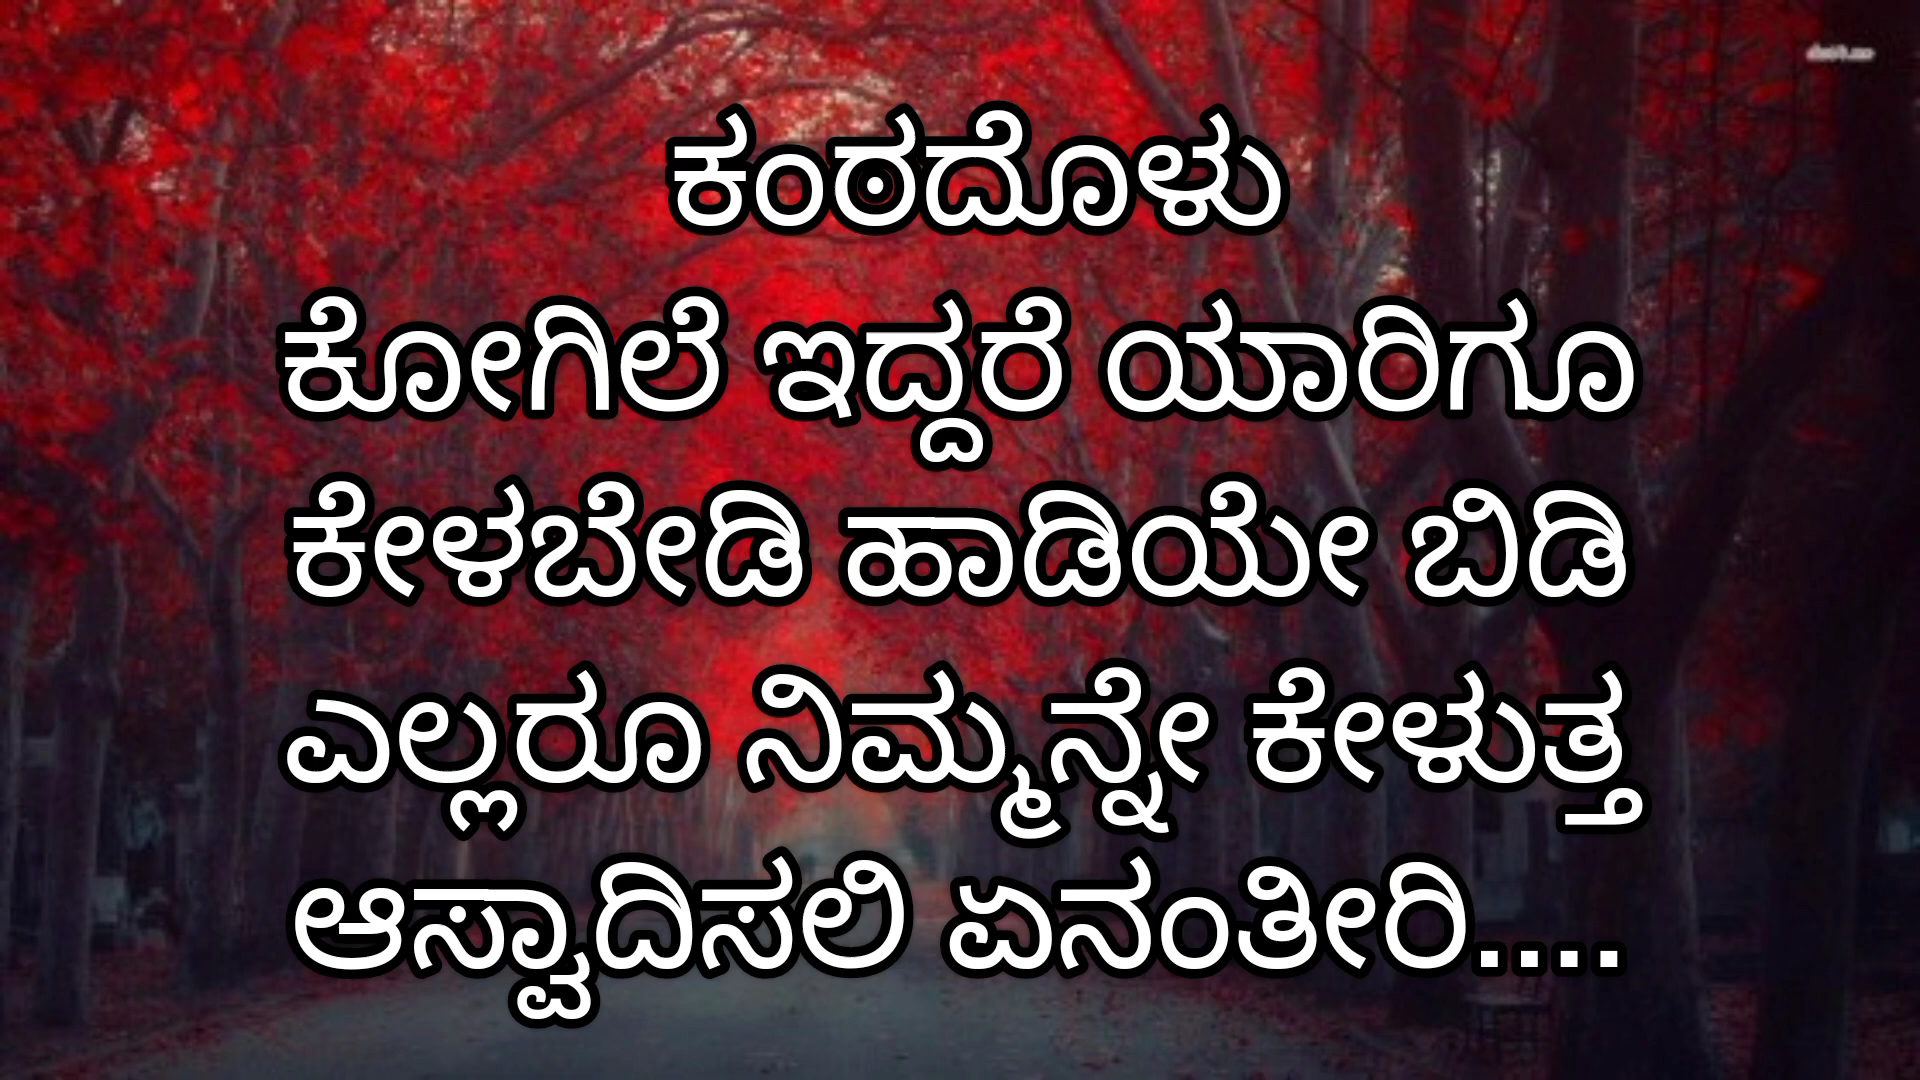 ಕಂಠದೊಳು
ಕೋಗಿಲೆ ಇದ್ದರೆ ಯಾರಿಗೂ
ಕೇಳಬೇಡಿ ಹಾಡಿಯೇ ಬಿಡಿ
ಎಲ್ಲರೂ ನಿಮ್ಮನ್ನೇ ಕೇಳುತ್ತ
ಆಸ್ವಾದಿಸಲಿ ಏನಂತೀರಿ....